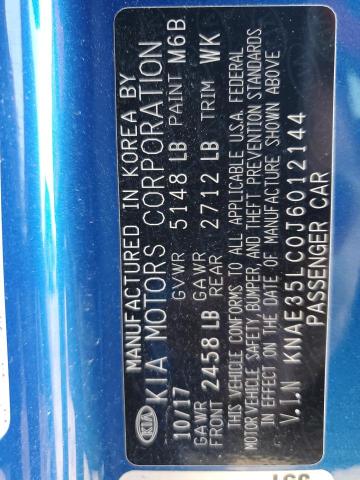 MANUFACTURED IN KOREA BY
KIA KIA MOTORS CORPORATION
10/17 GVWR 5148 LB PAINT M6B
GAWR FRONT 2458 LB GAWR REAR 2712 LB TRIM WK
THIS VEHICLE CONFORMS TO ALL APPLICABLE U.S.A. FEDERAL
MOTOR VEHICLE SAFETY, BUMPER, AND THEFT PREVENTION STANDARDS
IN EFFECT ON THE DATE OF MANUFACTURE SHOWN ABOVE
V.I.N KNAE35LC0J6012144
PASSENGER CAR